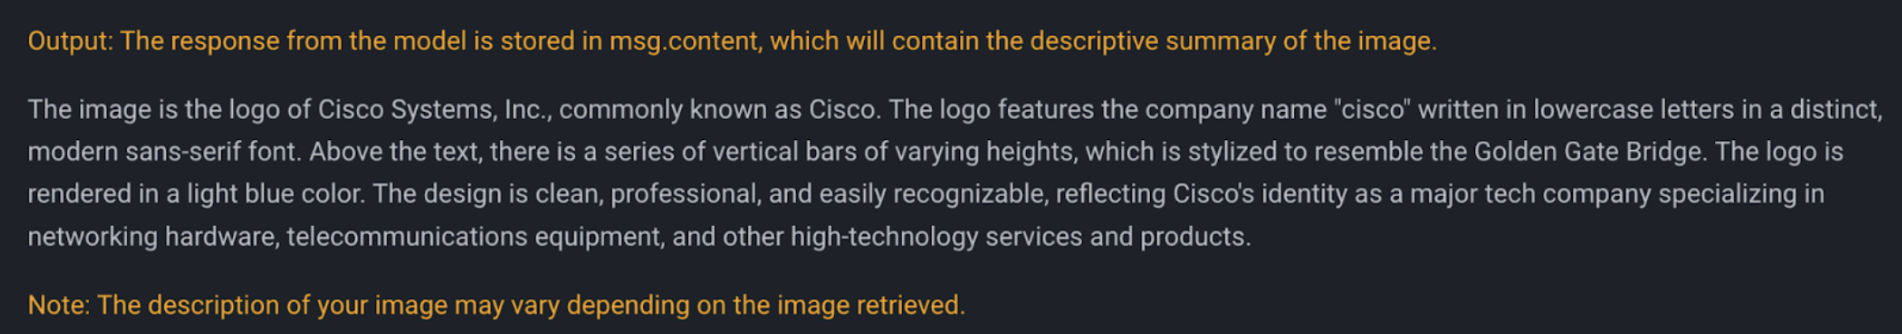 Output: The response from the model is stored in msg.content, which will contain the descriptive summary of the image.
The image is the logo of Cisco Systems, Inc., commonly known as Cisco. The logo features the company name "cisco" written in lowercase letters in a distinct,
modern sans-serif font. Above the text, there is a series of vertical bars of varying heights, which is stylized to resemble the Golden Gate Bridge. The logo is
rendered in a light blue color. The design is clean, professional, and easily recognizable, reflecting Cisco's identity as a major tech company specializing in
networking hardware, telecommunications equipment, and other high-technology services and products.
Note: The description of your image may vary depending on the image retrieved.